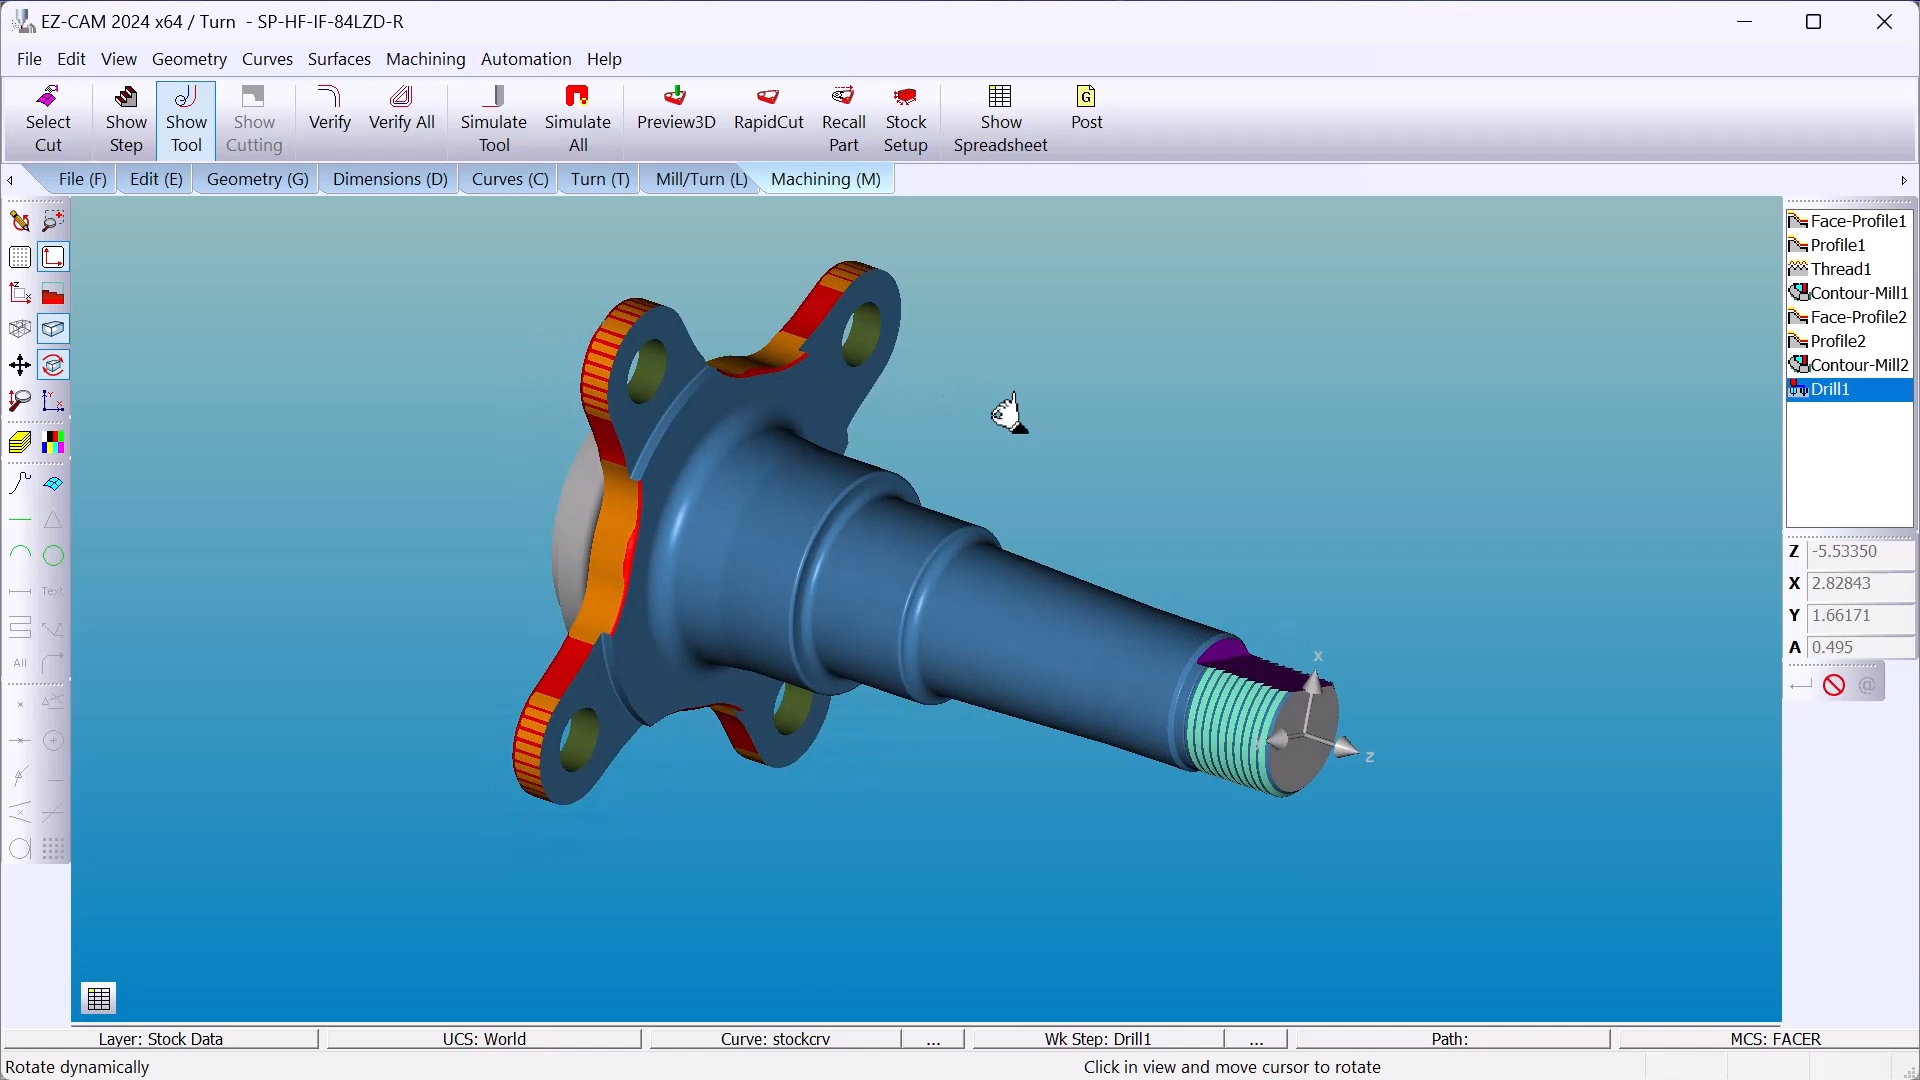 EZ-CAM 2024 x64 / Turn - SP-HF-IF-84LZD-R
File Edit View Geometry Curves Surfaces Machining Automation Help
Select Cut
Show Step
Show Tool
Show Cutting
Verify
Verify All
Simulate Tool
Simulate All
Preview3D
RapidCut
Recall Part
Stock Setup
Show Spreadsheet
G
Post
File (F) Edit (E) Geometry (G) Dimensions (D) Curves (C) Turn (T) Mill/Turn (L) Machining (M)
Text
All
Face-Profile1
Profile1
Thread1
Contour-Mill1
Face-Profile2
Profile2
Contour-Mill2
Drill1
Z -5.53350
X 2.82843
Y 1.66171
A 0.495
@
X
Z
Layer: Stock Data UCS: World Curve: stockcrv ... Wk Step: Drill1 ... Path: MCS: FACER
Rotate dynamically Click in view and move cursor to rotate